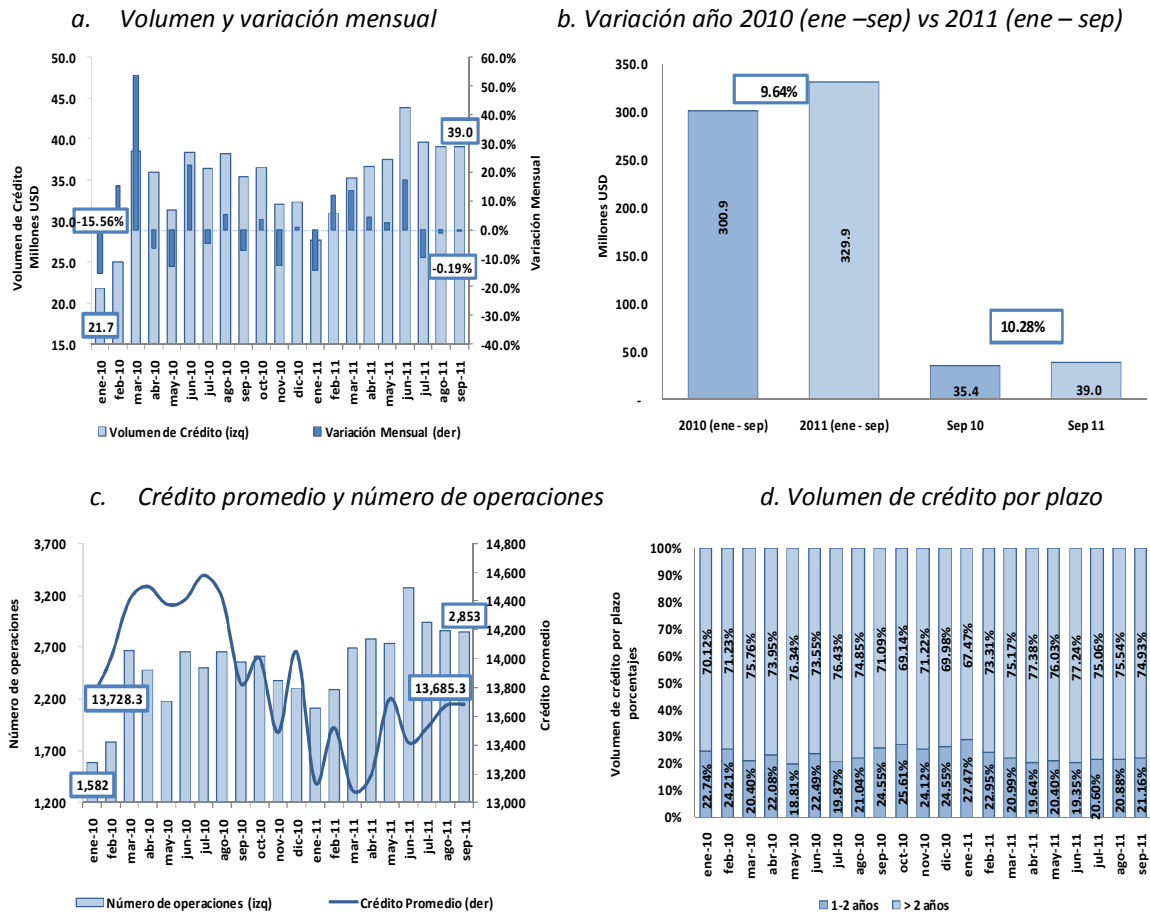 a. Volumen y variación mensual
50.0
45.0
40.0
35.0
30.0
25.0
20.0
15.0
Volumen de Crédito
Millones USD
60.0%
50.0%
40.0%
30.0%
20.0%
10.0%
0.0%
-10.0%
-20.0%
-30.0%
-40.0%
Variación Mensual
-15.56%
21.7
39.0
-0.19%
ene-10
feb-10
mar-10
abr-10
may-10
jun-10
jul-10
ago-10
sep-10
oct-10
nov-10
dic-10
ene-11
feb-11
mar-11
abr-11
may-11
jun-11
jul-11
ago-11
sep-11
Volumen de Crédito (izq)
Variación Mensual (der)
b. Variación año 2010 (ene –sep) vs 2011 (ene – sep)
350.0
300.0
250.0
200.0
150.0
100.0
50.0
-
Millones USD
9.64%
10.28%
300.9
329.9
35.4
39.0
2010 (ene - sep)
2011 (ene - sep)
Sep 10
Sep 11
c. Crédito promedio y número de operaciones
3,700
3,200
2,700
2,200
1,700
1,200
Número de operaciones
14,800
14,600
14,400
14,200
14,000
13,800
13,600
13,400
13,200
13,000
Crédito Promedio
13,728.3
1,582
2,853
13,685.3
ene-10
feb-10
mar-10
abr-10
may-10
jun-10
jul-10
ago-10
sep-10
oct-10
nov-10
dic-10
ene-11
feb-11
mar-11
abr-11
may-11
jun-11
jul-11
ago-11
sep-11
Número de operaciones (izq)
Crédito Promedio (der)
d. Volumen de crédito por plazo
100%
90%
80%
70%
60%
50%
40%
30%
20%
10%
0%
Volumen de crédito por plazo
porcentajes
70.12%
71.23%
75.76%
73.95%
76.34%
73.55%
76.43%
74.85%
71.09%
69.14%
71.22%
69.98%
67.47%
73.31%
75.17%
77.38%
76.03%
77.24%
75.06%
75.54%
74.93%
22.74%
24.21%
20.40%
22.08%
18.81%
22.49%
19.87%
21.04%
24.55%
25.61%
24.12%
24.55%
27.47%
22.95%
20.99%
19.64%
20.40%
19.35%
20.60%
20.88%
21.16%
ene-10
feb-10
mar-10
abr-10
may-10
jun-10
jul-10
ago-10
sep-10
oct-10
nov-10
dic-10
ene-11
feb-11
mar-11
abr-11
may-11
jun-11
jul-11
ago-11
sep-11
1-2 años
> 2 años